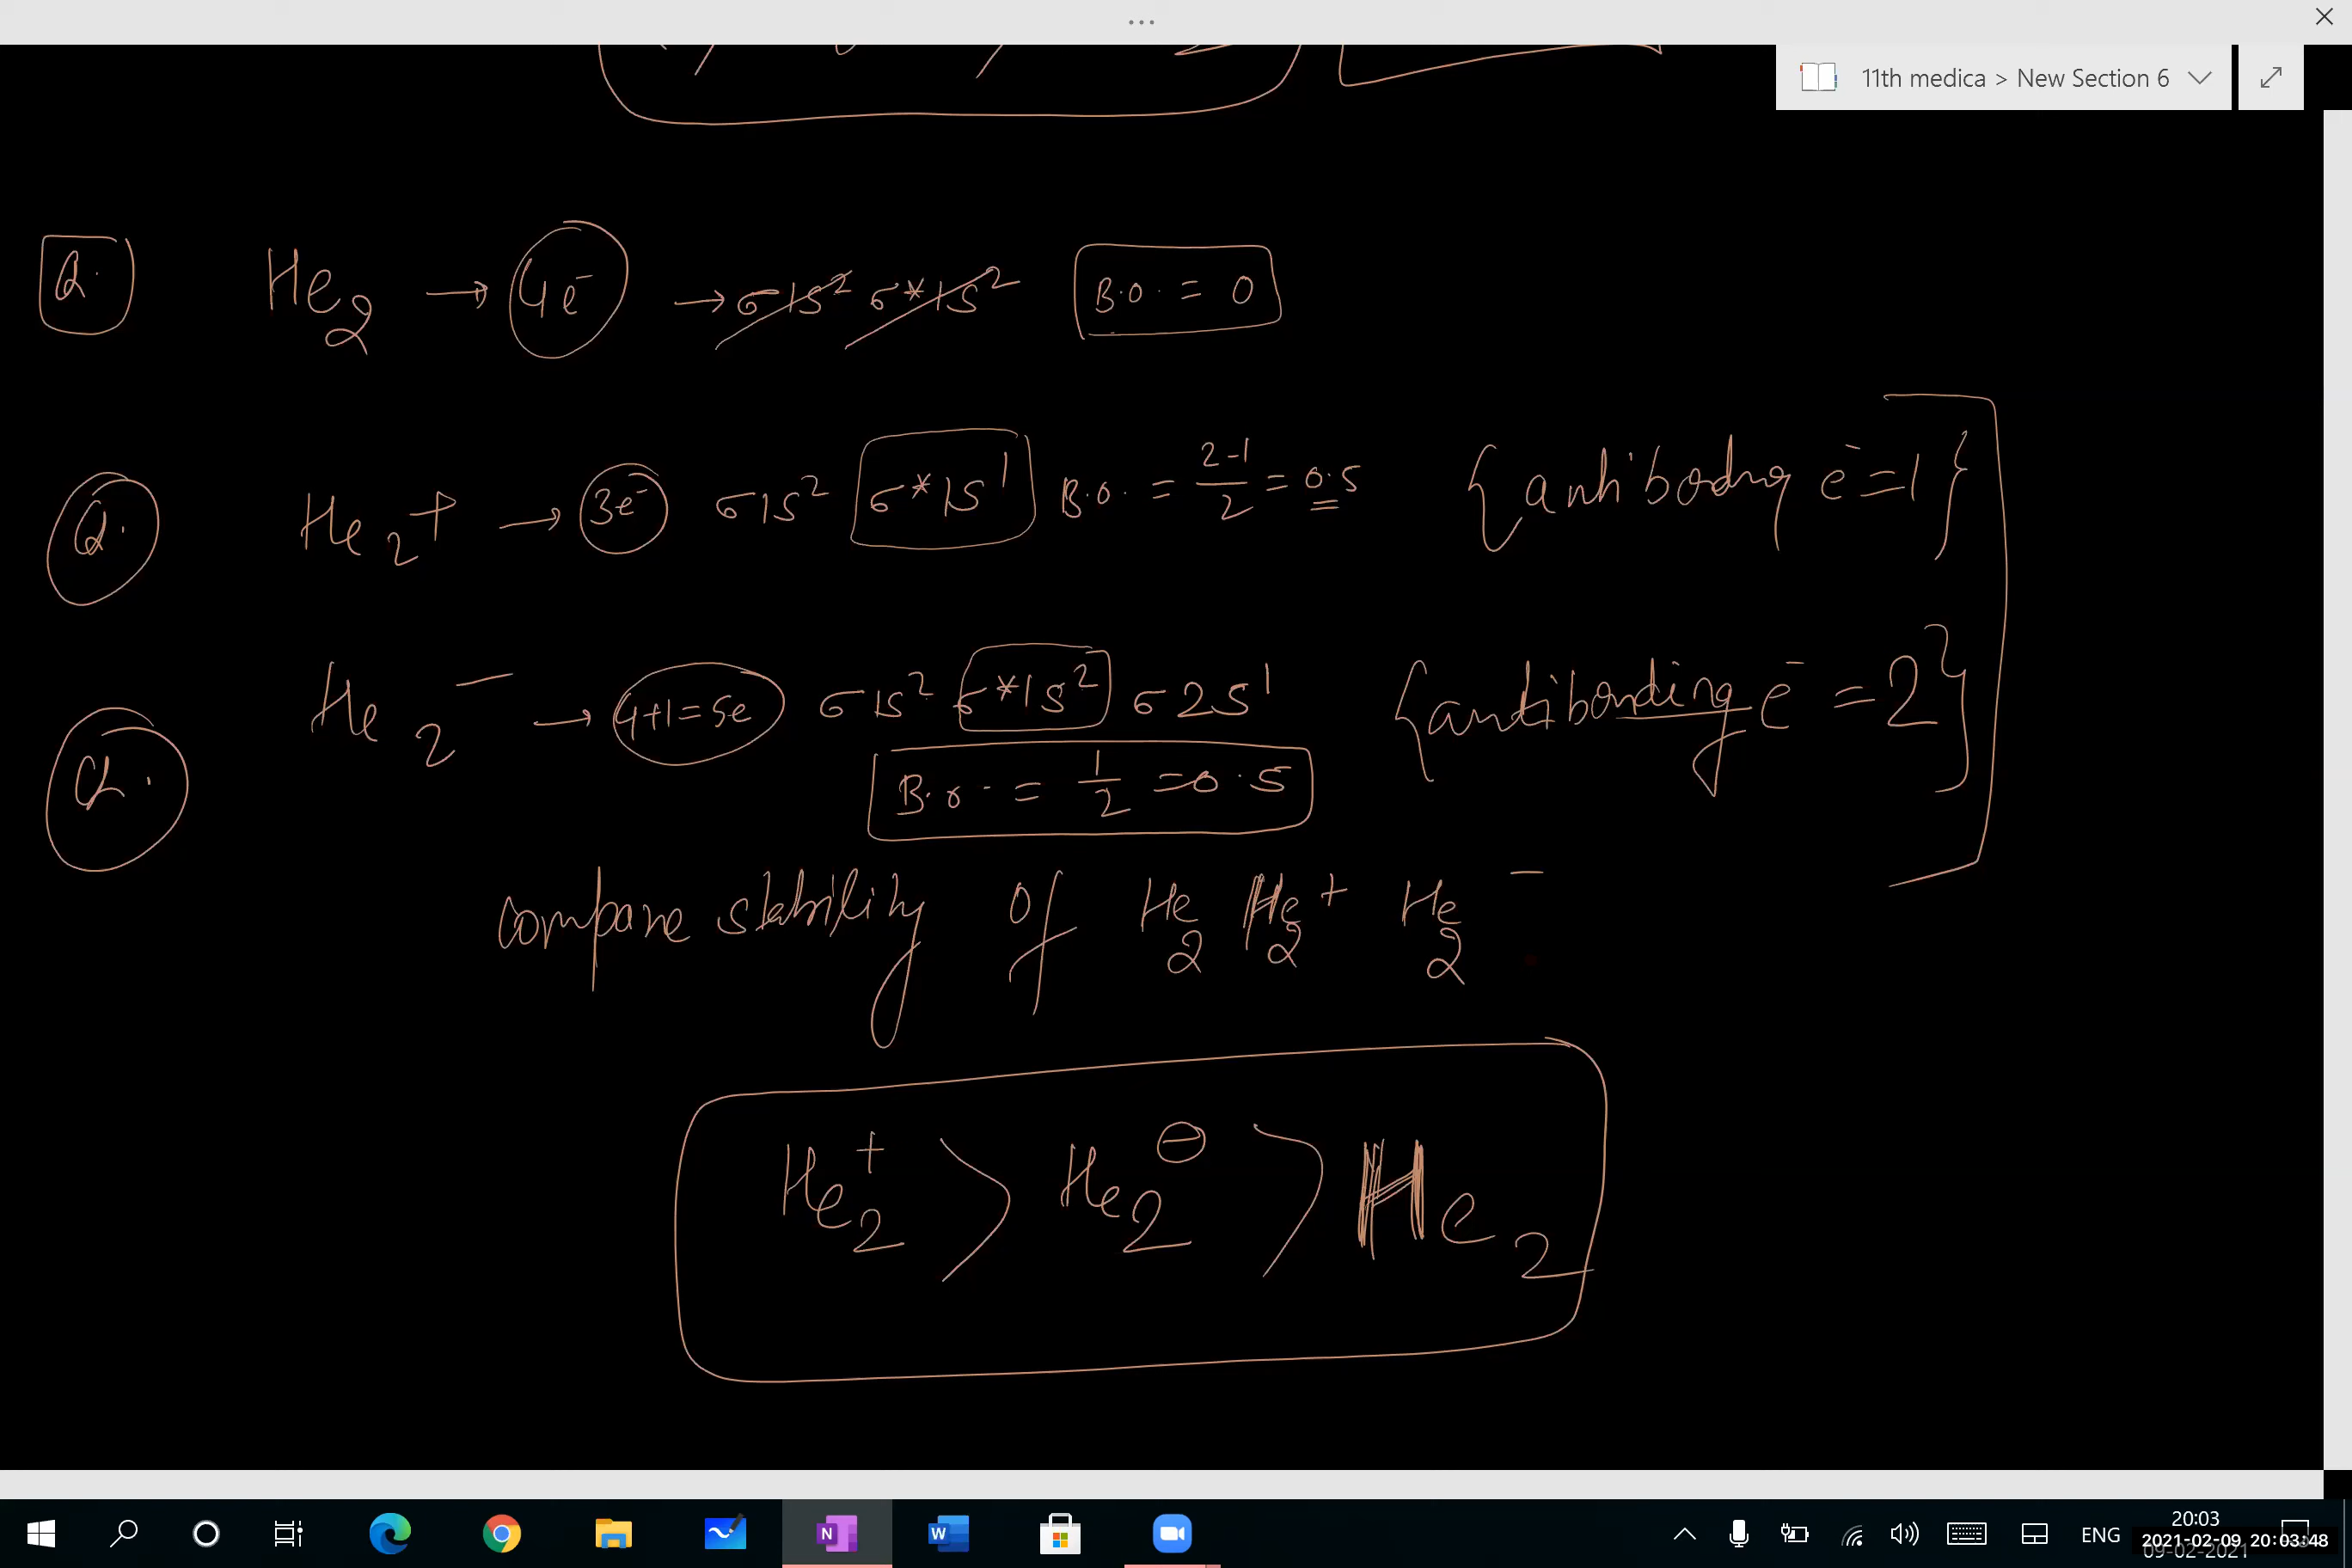 11th medica > New Section 6
Q. He2 → 4e- → σ1s² σ*1s² B.O. = 0
Q. He2+ → 3e- σ1s² σ*1s¹ B.O. = 2-1/2 = 0.5 {antibodng e- = 1}
Q. He2- → 4+1=5e σ1s² σ*1s² σ2s¹ {antibonding e- = 2}
B.O. = 1/2 = 0.5
compare stability of He2 He2+ He2-
He2+ > He2⊖ > He2
ENG
20:03
09-02-2021
2021-02-09 20:03:48